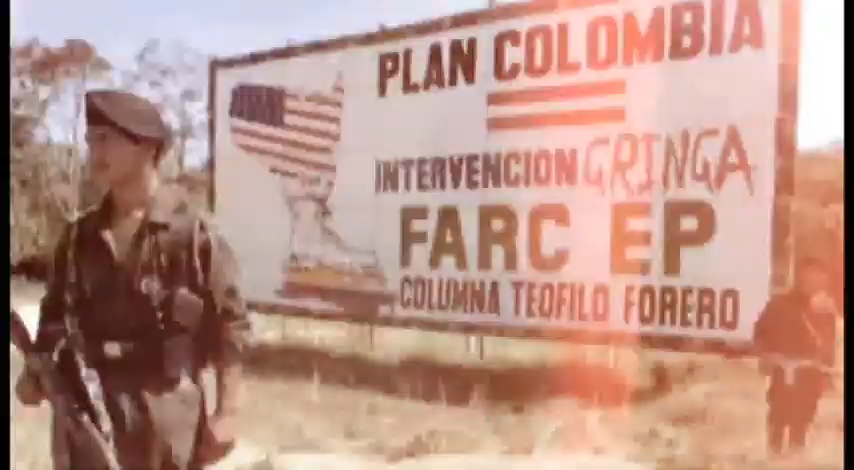 PLAN COLOMBIA
=
INTERVENCION GRINGA
FARC EP
COLUMNA TEOFILO FORERO